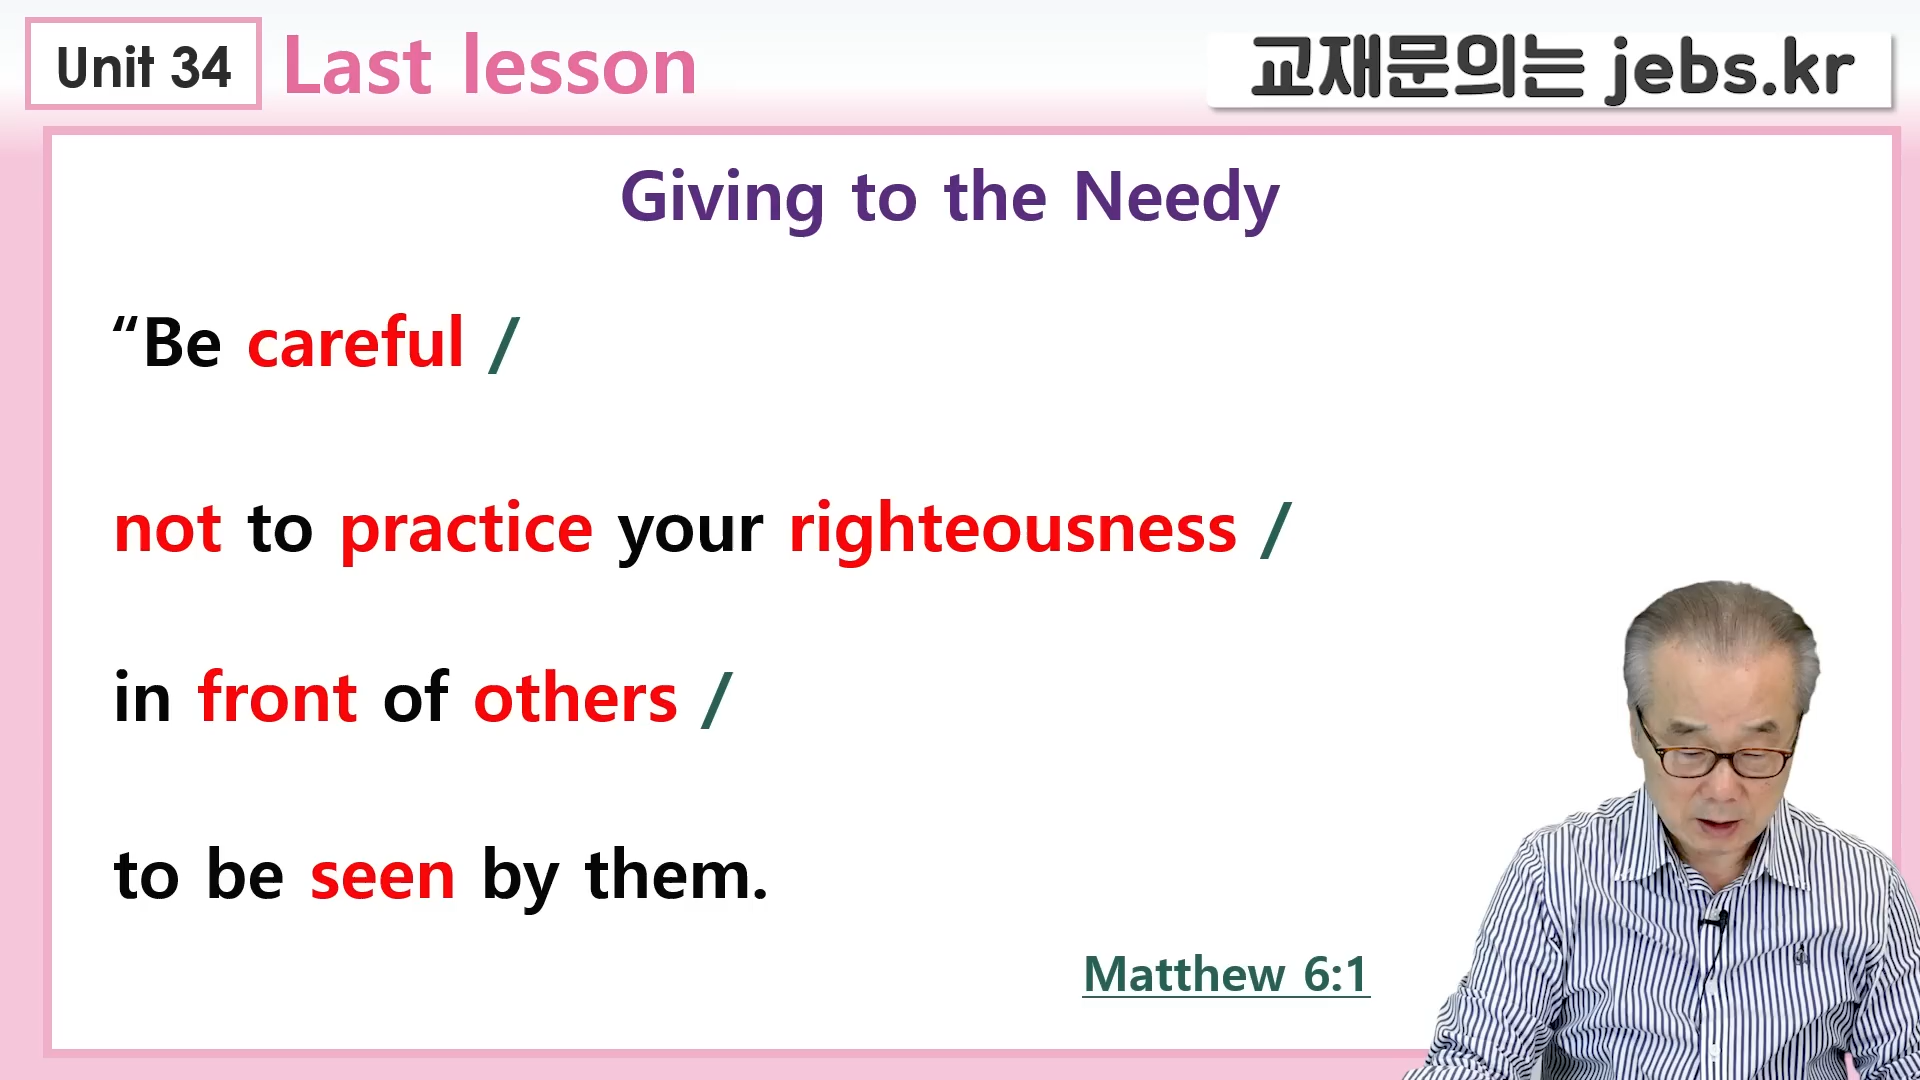 Unit 34 Last lesson
교재문의는 jebs.kr
Giving to the Needy
“Be careful /
not to practice your righteousness /
in front of others /
to be seen by them.
Matthew 6:1